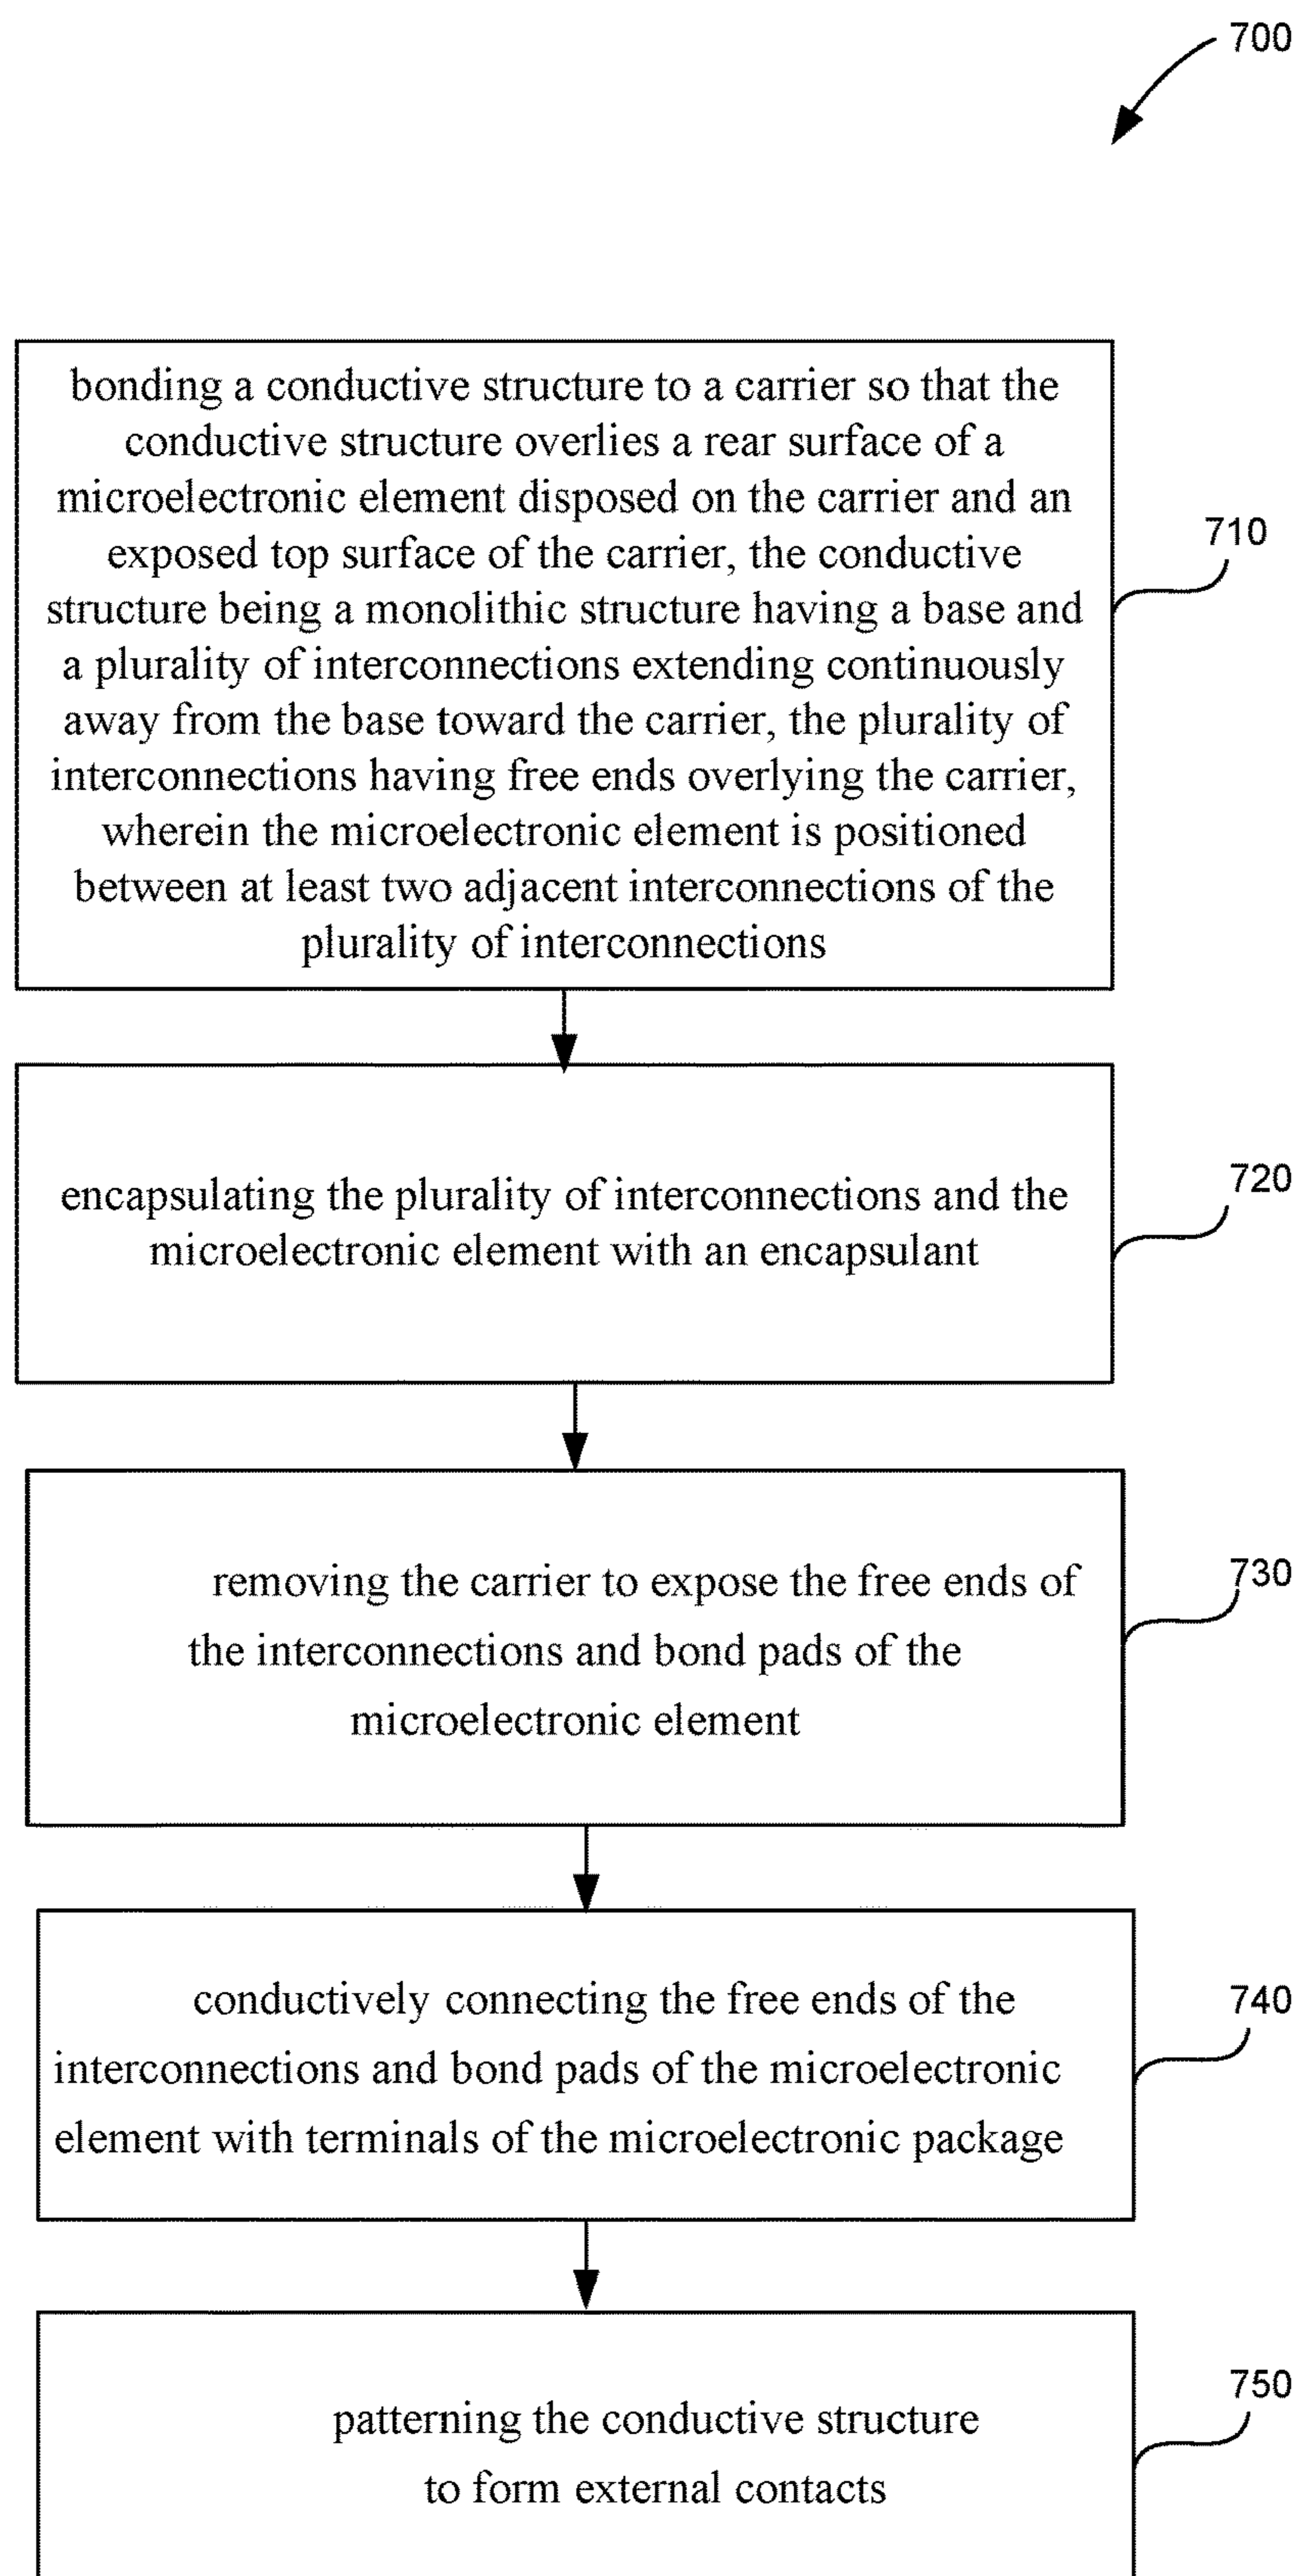 700
bonding a conductive structure to a carrier so that the
conductive structure overlies a rear surface of a
microelectronic element disposed on the carrier and an
exposed top surface of the carrier, the conductive
structure being a monolithic structure having a base and
a plurality of interconnections extending continuously
away from the base toward the carrier, the plurality of
interconnections having free ends overlying the carrier,
wherein the microelectronic element is positioned
between at least two adjacent interconnections of the
plurality of interconnections
710
encapsulating the plurality of interconnections and the
microelectronic element with an encapsulant
720
removing the carrier to expose the free ends of
the interconnections and bond pads of the
microelectronic element
730
conductively connecting the free ends of the
interconnections and bond pads of the microelectronic
element with terminals of the microelectronic package
740
patterning the conductive structure
to form external contacts
750